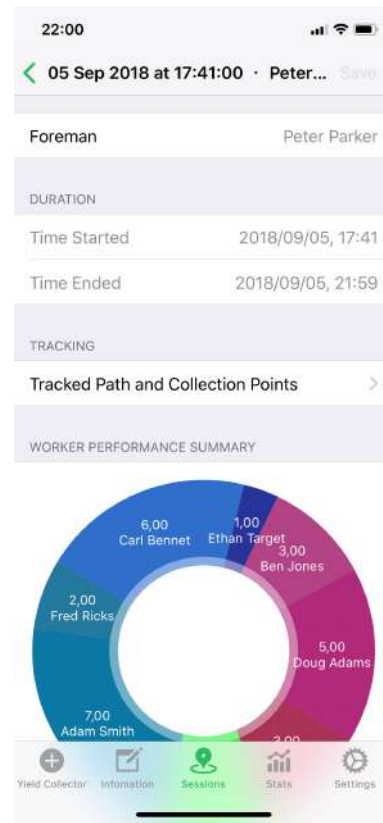 22:00
05 Sep 2018 at 17:41:00 · Peter... Save
Foreman Peter Parker
DURATION
Time Started 2018/09/05, 17:41
Time Ended 2018/09/05, 21:59
TRACKING
Tracked Path and Collection Points
WORKER PERFORMANCE SUMMARY
6,00
Carl Bennet
1,00
Ethan Target
3,00
Ben Jones
2,00
Fred Ricks
5,00
Doug Adams
7,00
Adam Smith
Yield Collector Infomation Sessions Stats Settings